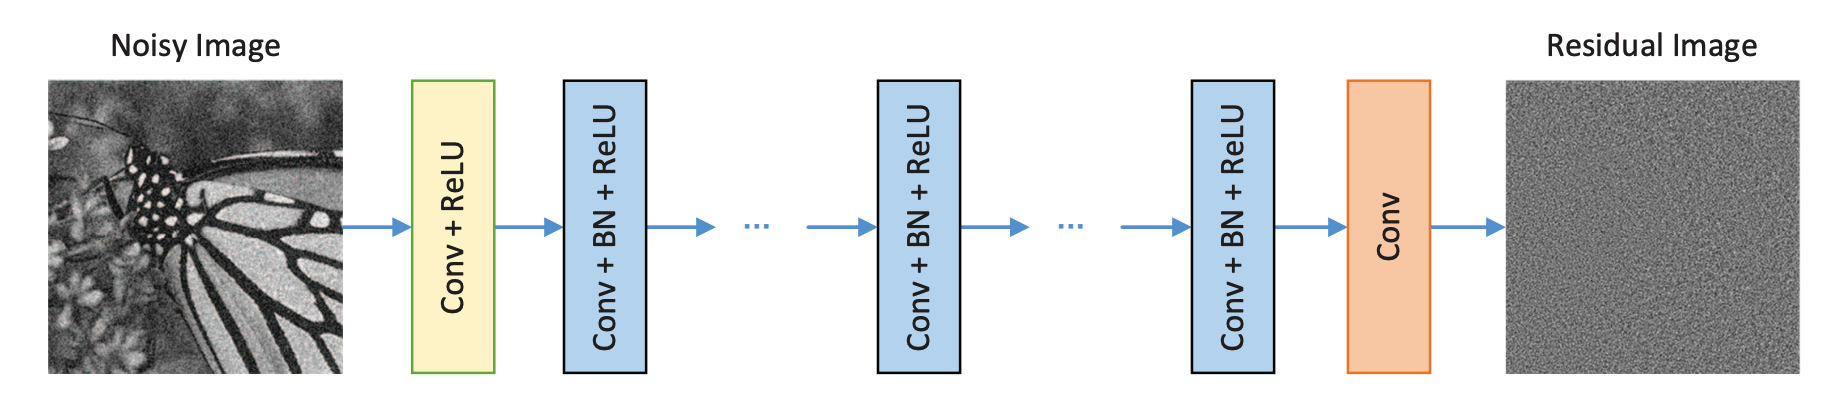 Noisy Image
Residual Image
Conv + ReLU
Conv + BN + ReLU
...
Conv + BN + ReLU
...
Conv + BN + ReLU
Conv